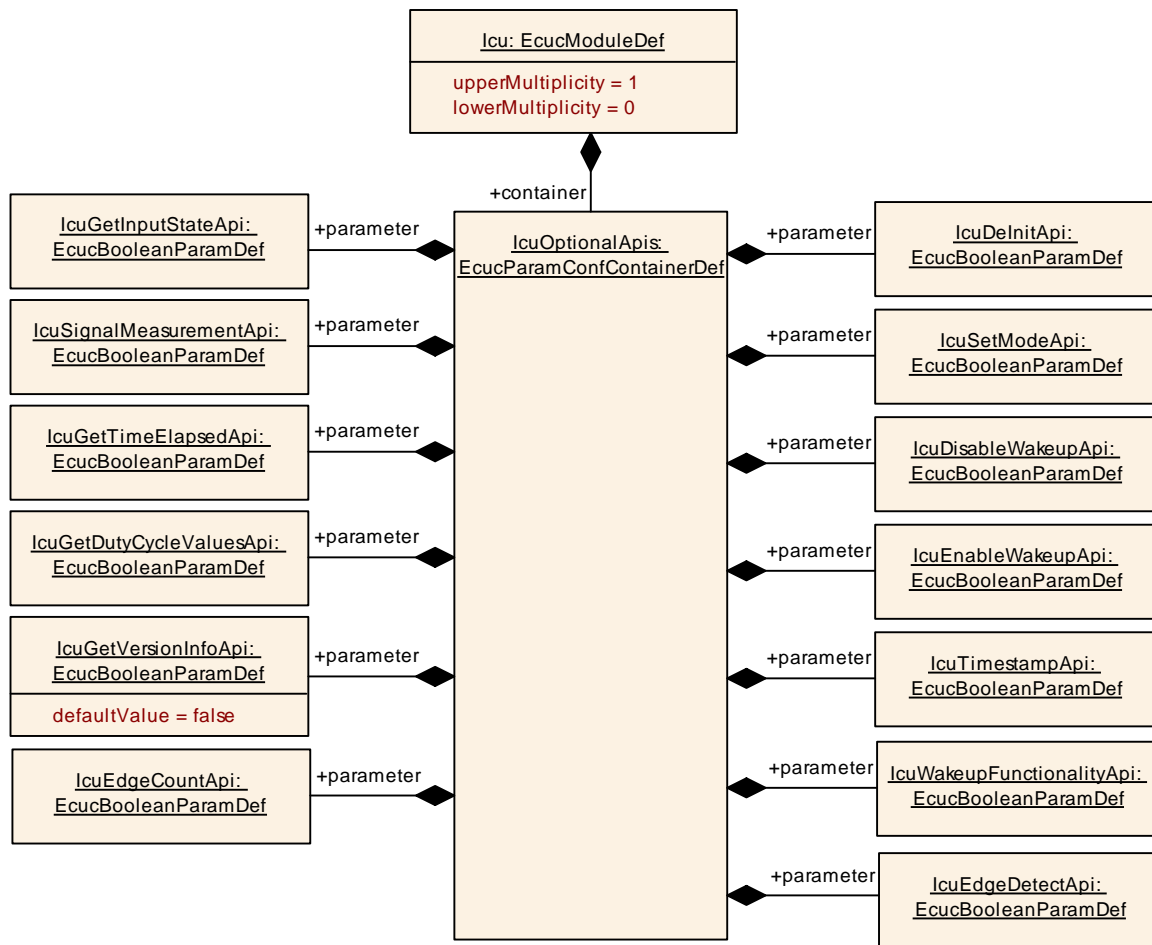 Icu: EcucModuleDef
upperMultiplicity = 1
lowerMultiplicity = 0
+container
IcuOptionalApis:
EcucParamConfContainerDef
IcuGetInputStateApi:
EcucBooleanParamDef
+parameter
IcuSignalMeasurementApi:
EcucBooleanParamDef
+parameter
IcuGetTimeElapsedApi:
EcucBooleanParamDef
+parameter
IcuGetDutyCycleValuesApi:
EcucBooleanParamDef
+parameter
IcuGetVersionInfoApi:
EcucBooleanParamDef
defaultValue = false
+parameter
IcuEdgeCountApi:
EcucBooleanParamDef
+parameter
+parameter
IcuDeInitApi:
EcucBooleanParamDef
+parameter
IcuSetModeApi:
EcucBooleanParamDef
+parameter
IcuDisableWakeupApi:
EcucBooleanParamDef
+parameter
IcuEnableWakeupApi:
EcucBooleanParamDef
+parameter
IcuTimestampApi:
EcucBooleanParamDef
+parameter
IcuWakeupFunctionalityApi:
EcucBooleanParamDef
+parameter
IcuEdgeDetectApi:
EcucBooleanParamDef